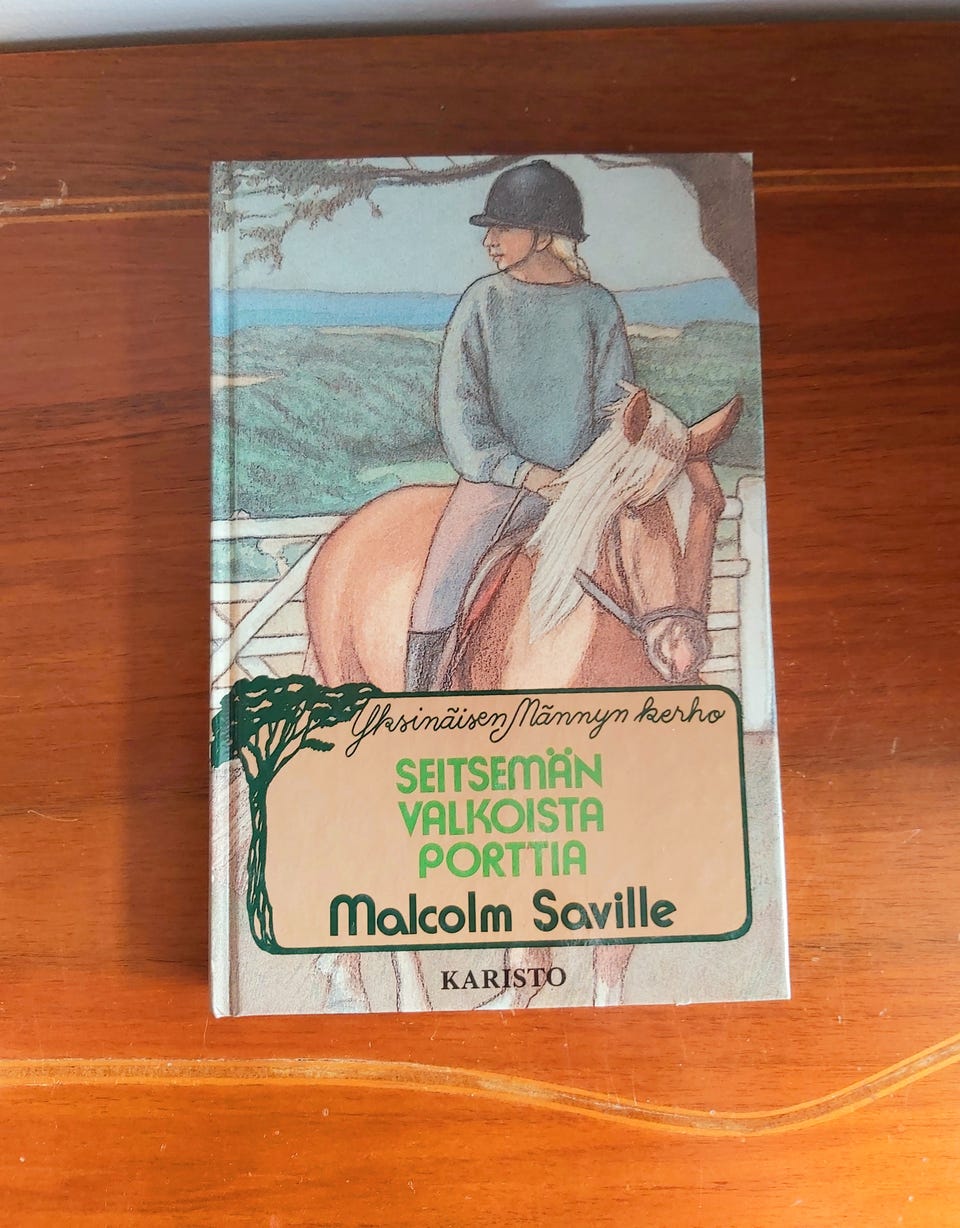 Yksinäisen Männyn kerho
SEITSEMÄN
VALKOISTA
PORTTIA
Malcolm Saville
KARISTO